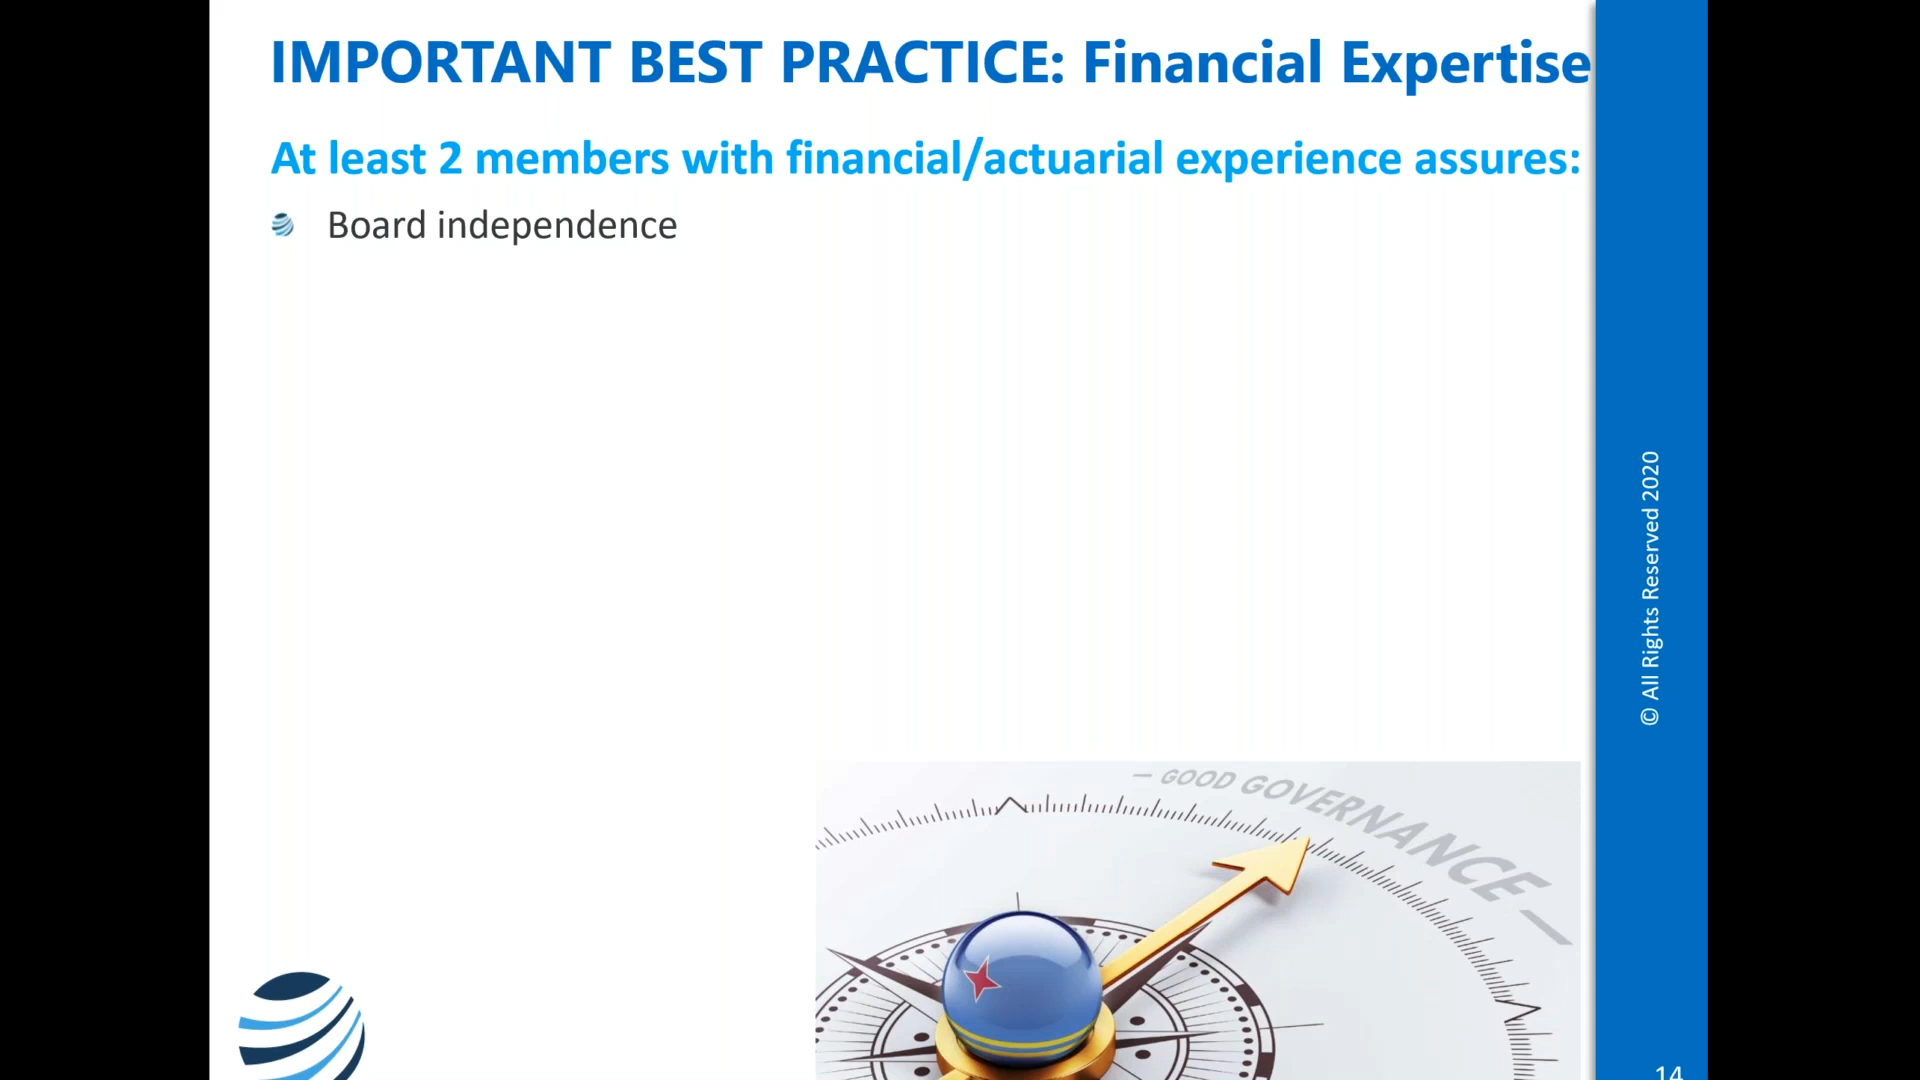 IMPORTANT BEST PRACTICE: Financial Expertise
At least 2 members with financial/actuarial experience assures:
Board independence
— GOOD GOVERNANCE —
© All Rights Reserved 2020
14